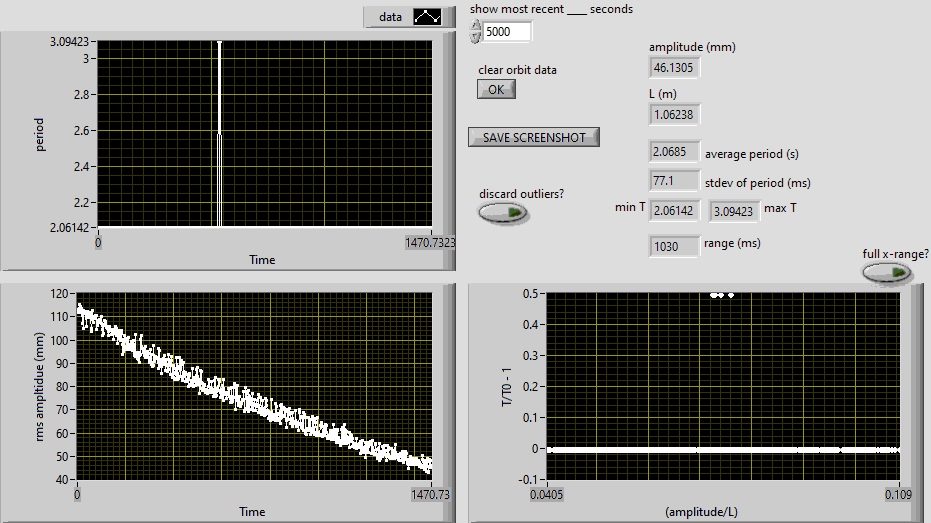 data
show most recent ____ seconds
5000
3.09423
3
2.8
2.6
2.4
2.2
2.06142
period
0
1470.7323
Time
clear orbit data
OK
SAVE SCREENSHOT
discard outliers?
amplitude (mm)
46.1305
L (m)
1.06238
2.0685 average period (s)
77.1 stdev of period (ms)
min T 2.06142 3.09423 max T
1030 range (ms)
full x-range?
120
110
100
90
80
70
60
50
40
rms ampltidue (mm)
0
1470.73
Time
0.5
0.4
0.3
0.2
0.1
0
-0.1
T/T0 - 1
0.0405
0.109
(amplitude/L)